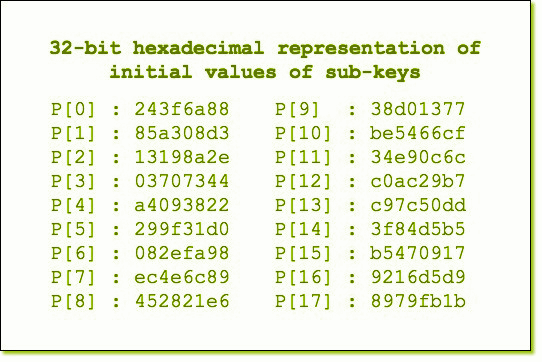 32-bit hexadecimal representation of
initial values of sub-keys
P[0] : 243f6a88 P[9] : 38d01377
P[1] : 85a308d3 P[10] : be5466cf
P[2] : 13198a2e P[11] : 34e90c6c
P[3] : 03707344 P[12] : c0ac29b7
P[4] : a4093822 P[13] : c97c50dd
P[5] : 299f31d0 P[14] : 3f84d5b5
P[6] : 082efa98 P[15] : b5470917
P[7] : ec4e6c89 P[16] : 9216d5d9
P[8] : 452821e6 P[17] : 8979fb1b